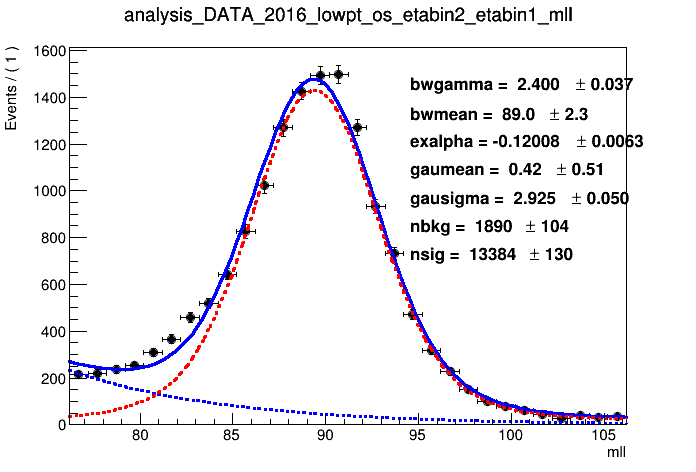 analysis_DATA_2016_lowpt_os_etabin2_etabin1_mll
Events / ( 1 )
1600
1400
1200
1000
800
600
400
200
0
bwgamma = 2.400 ± 0.037
bwmean = 89.0 ± 2.3
exalpha = -0.12008 ± 0.0063
gaumean = 0.42 ± 0.51
gausigma = 2.925 ± 0.050
nbkg = 1890 ± 104
nsig = 13384 ± 130
80 85 90 95 100 105
mll